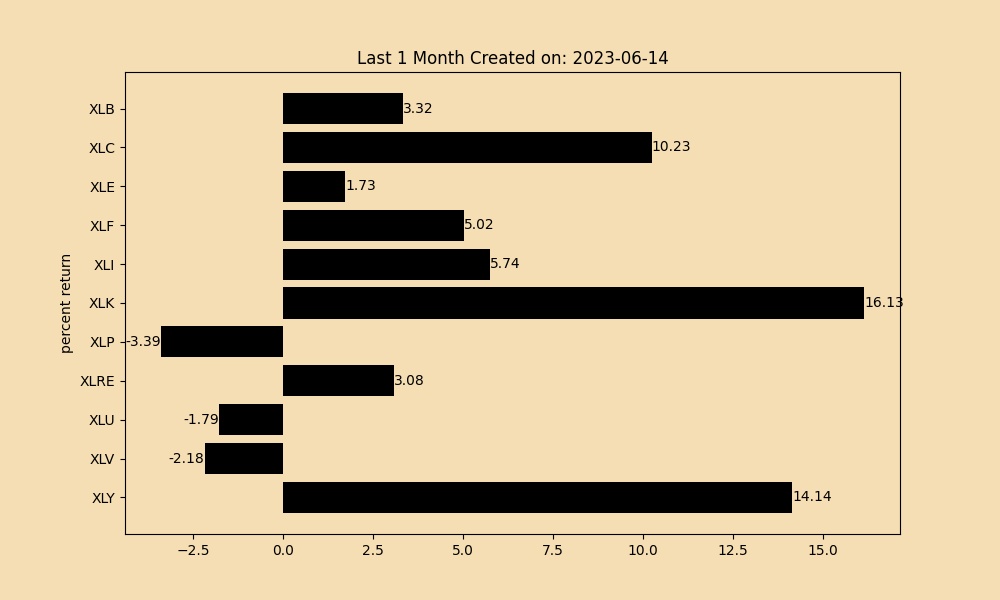 Last 1 Month Created on: 2023-06-14
percent return
XLB 3.32
XLC 10.23
XLE 1.73
XLF 5.02
XLI 5.74
XLK 16.13
XLP -3.39
XLRE 3.08
XLU -1.79
XLV -2.18
XLY 14.14
−2.5 0.0 2.5 5.0 7.5 10.0 12.5 15.0